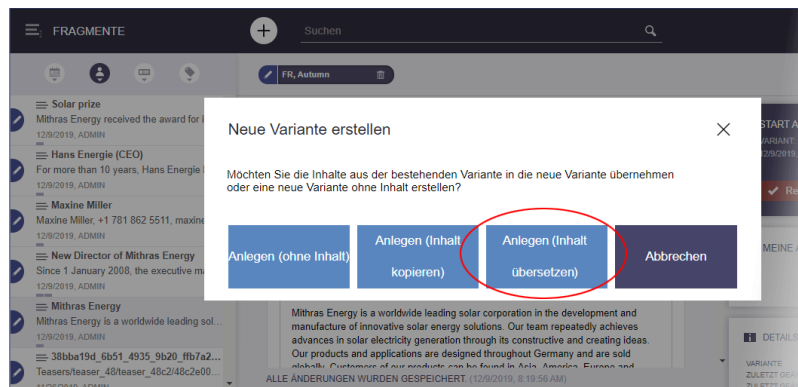 FRAGMENTE
Suchen
FR, Autumn
Solar prize
Mithras Energy received the award for
12/9/2019, ADMIN
Hans Energie (CEO)
For more than 10 years, Hans Energie
12/9/2019, ADMIN
Maxine Miller
Maxine Miller, +1 781 862 5511, maxine
12/9/2019, ADMIN
New Director of Mithras Energy
Since 1 January 2008, the executive
12/9/2019, ADMIN
Mithras Energy
Mithras Energy is a worldwide leading sol...
12/9/2019, ADMIN
38bba19d_6b51_4935_9b20_ffb7a2...
Teasers/teaser_48/teaser_48c2/48c2e00...
Neue Variante erstellen
Möchten Sie die Inhalte aus der bestehenden Variante in die neue Variante übernehmen
oder eine neue Variante ohne Inhalt erstellen?
Anlegen (ohne Inhalt)
Anlegen (Inhalt
kopieren)
Anlegen (Inhalt
übersetzen)
Abbrechen
Mithras Energy is a worldwide leading solar corporation in the development and
manufacture of innovative solar energy solutions. Our team repeatedly achieves
advances in solar electricity generation through its constructive and creating ideas.
Our products and applications are designed throughout Germany and are sold
ALLE ÄNDERUNGEN WURDEN GESPEICHERT. (12/9/2019, 8:19:56 AM)
START A
VARIANT:
12/9/2019,
Re
MEINE
DETAILS
VARIANTE